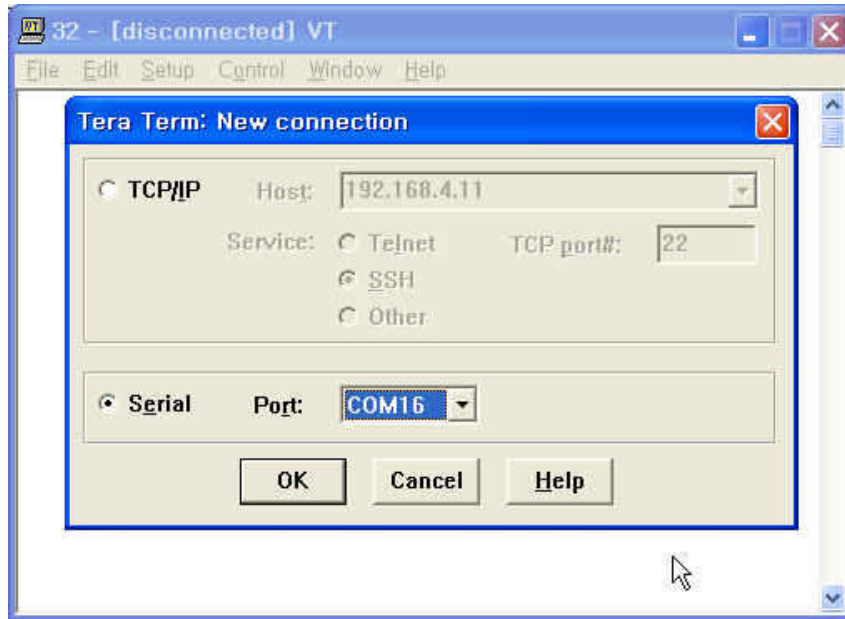 32 - [disconnected] VT
File Edit Setup Control Window Help
Tera Term: New connection
TCP/IP Host: 192.168.4.11
Service: Telnet TCP port#: 22
SSH
Other
Serial Port: COM16
OK Cancel Help